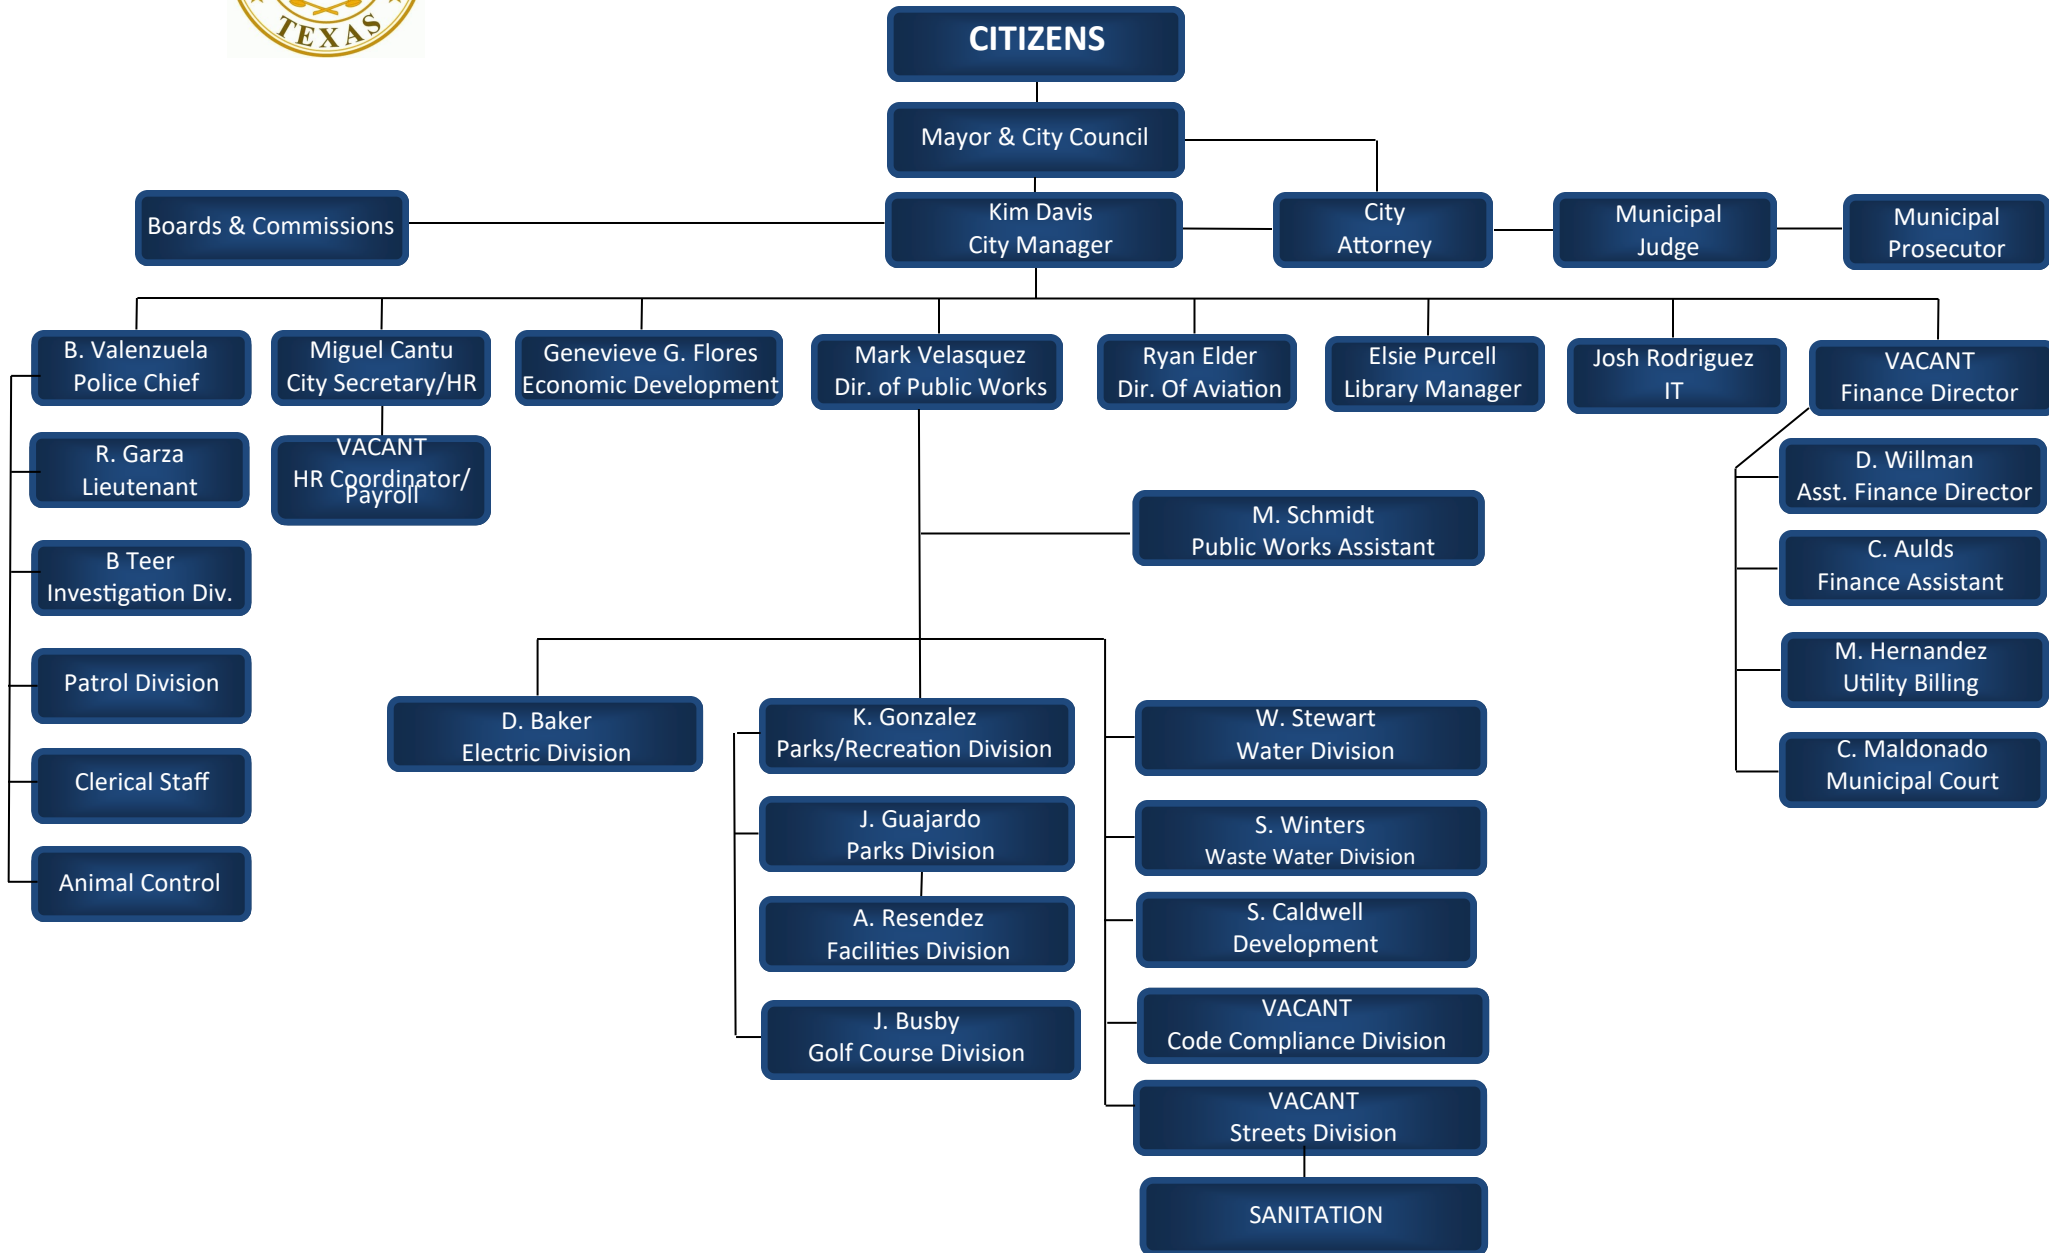 TEXAS
CITIZENS
Mayor & City Council
Boards & Commissions
Kim Davis
City Manager
City
Attorney
Municipal
Judge
Municipal
Prosecutor
B. Valenzuela
Police Chief
Miguel Cantu
City Secretary/HR
Genevieve G. Flores
Economic Development
Mark Velasquez
Dir. of Public Works
Ryan Elder
Dir. Of Aviation
Elsie Purcell
Library Manager
Josh Rodriguez
IT
VACANT
Finance Director
R. Garza
Lieutenant
VACANT
HR Coordinator/
Payroll
B Teer
Investigation Div.
Patrol Division
Clerical Staff
Animal Control
M. Schmidt
Public Works Assistant
D. Baker
Electric Division
K. Gonzalez
Parks/Recreation Division
J. Guajardo
Parks Division
A. Resendez
Facilities Division
J. Busby
Golf Course Division
W. Stewart
Water Division
S. Winters
Waste Water Division
S. Caldwell
Development
VACANT
Code Compliance Division
VACANT
Streets Division
SANITATION
D. Willman
Asst. Finance Director
C. Aulds
Finance Assistant
M. Hernandez
Utility Billing
C. Maldonado
Municipal Court